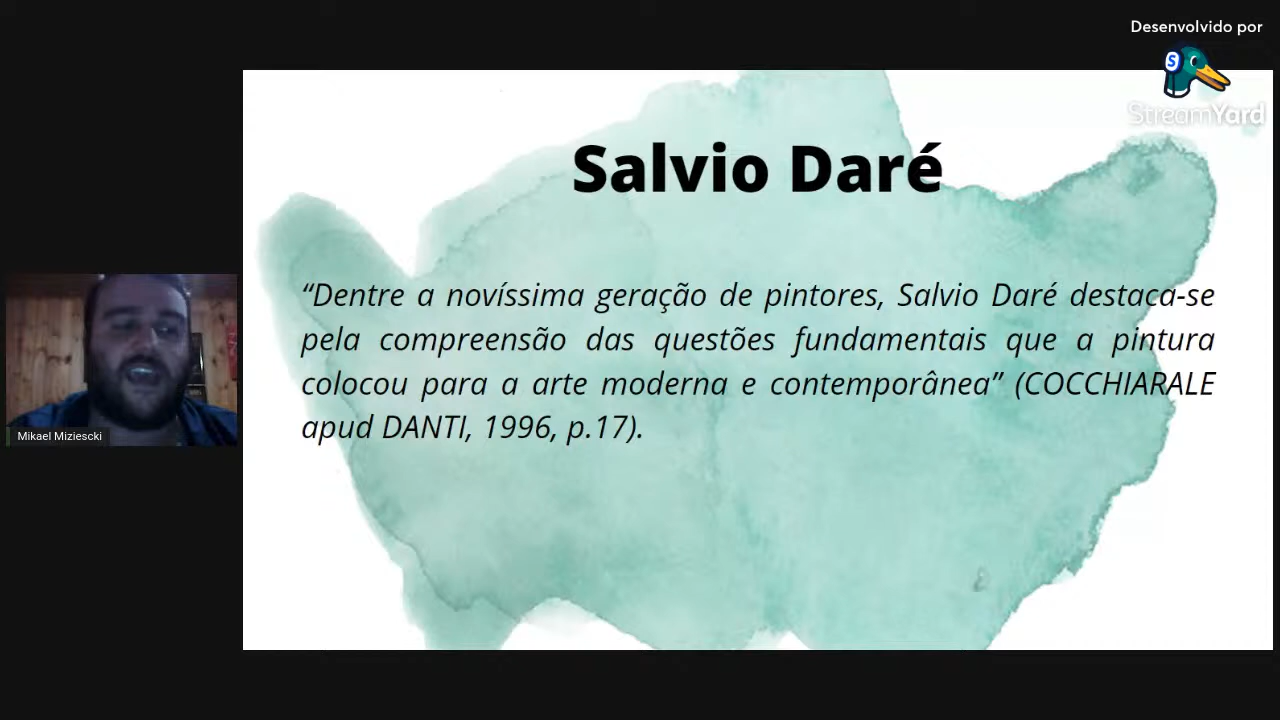 Desenvolvido por
StreamYard
Salvio Daré
“Dentre a novíssima geração de pintores, Salvio Daré destaca-se
pela compreensão das questões fundamentais que a pintura
colocou para a arte moderna e contemporânea” (COCCHIARALE
apud DANTI, 1996, p.17).
Mikael Miziescki